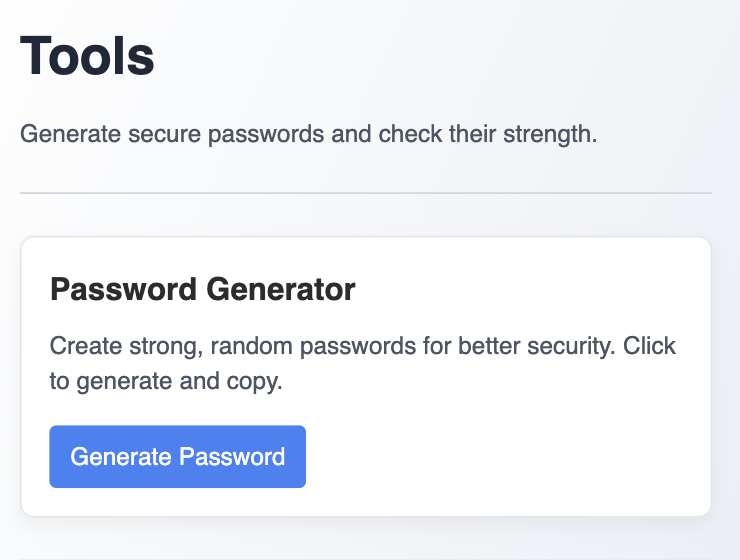 Tools
Generate secure passwords and check their strength.
Password Generator
Create strong, random passwords for better security. Click
to generate and copy.
Generate Password